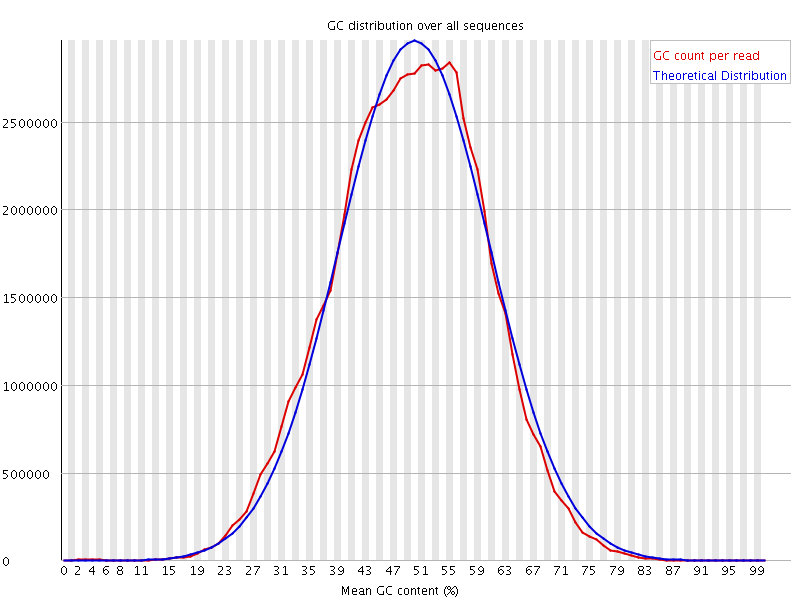 GC distribution over all sequences
GC count per read
Theoretical Distribution
2500000
2000000
1500000
1000000
500000
0
0 2 4 6 8 11 15 19 23 27 31 35 39 43 47 51 55 59 63 67 71 75 79 83 87 91 95 99
Mean GC content (%)